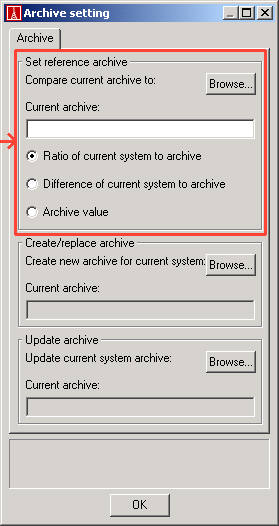 Archive setting
Archive
Set reference archive
Compare current archive to:
Browse...
Current archive:
Ratio of current system to archive
Difference of current system to archive
Archive value
Create/replace archive
Create new archive for current system:
Browse...
Current archive:
Update archive
Update current system archive:
Browse...
Current archive:
OK